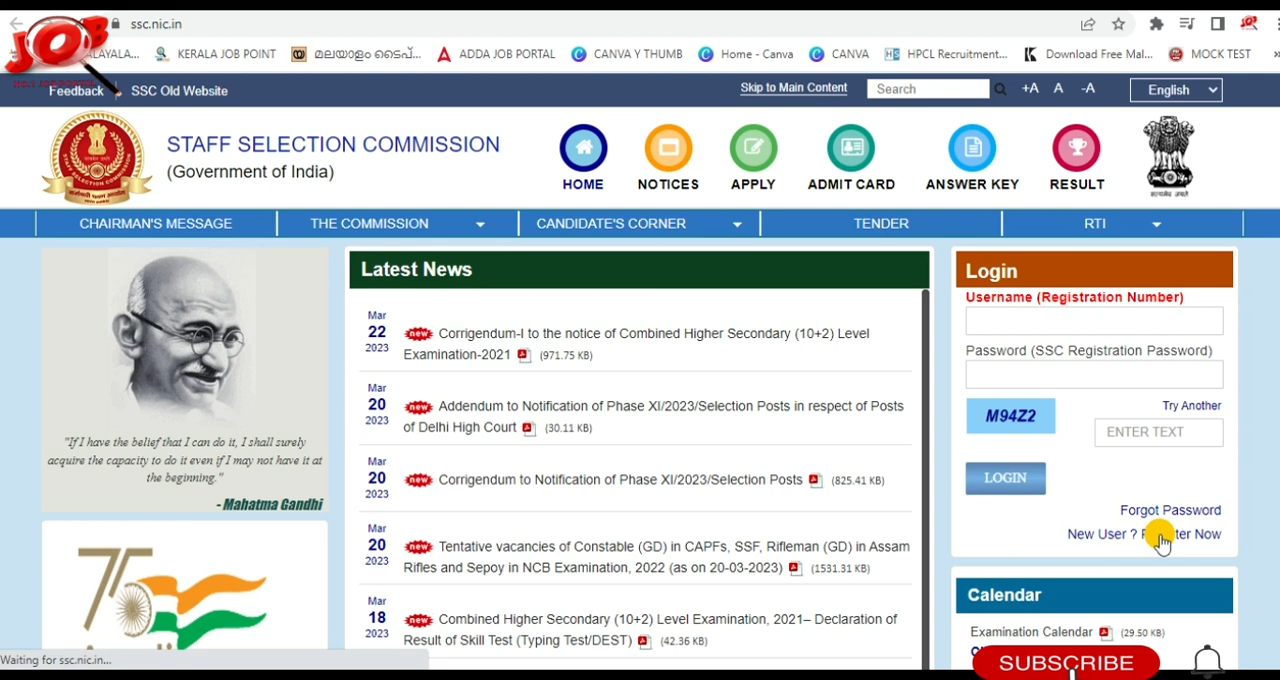 ssc.nic.in
JOB
ALAYALA...
KERALA JOB POINT
മലയാളം ടൈപ്...
ADDA JOB PORTAL
CANVA Y THUMB
Home - Canva
CANVA
HPCL Recruitment...
Download Free Mal...
MOCK TEST
Feedback
SSC Old Website
Skip to Main Content
Search
+A A -A
English
STAFF SELECTION COMMISSION
(Government of India)
HOME
NOTICES
APPLY
ADMIT CARD
ANSWER KEY
RESULT
सत्यमेव जयते
CHAIRMAN'S MESSAGE
THE COMMISSION
CANDIDATE'S CORNER
TENDER
RTI
"If I have the belief that I can do it, I shall surely
acquire the capacity to do it even if I may not have it at
the beginning."
- Mahatma Gandhi
75
Latest News
Mar
22
2023
new Corrigendum-I to the notice of Combined Higher Secondary (10+2) Level
Examination-2021 (971.75 KB)
Mar
20
2023
new Addendum to Notification of Phase XI/2023/Selection Posts in respect of Posts
of Delhi High Court (30.11 KB)
Mar
20
2023
new Corrigendum to Notification of Phase XI/2023/Selection Posts (825.41 KB)
Mar
20
2023
new Tentative vacancies of Constable (GD) in CAPFs, SSF, Rifleman (GD) in Assam
Rifles and Sepoy in NCB Examination, 2022 (as on 20-03-2023) (1531.31 KB)
Mar
18
2023
new Combined Higher Secondary (10+2) Level Examination, 2021– Declaration of
Result of Skill Test (Typing Test/DEST) (42.36 KB)
Login
Username (Registration Number)
Password (SSC Registration Password)
M94Z2
Try Another
ENTER TEXT
LOGIN
Forgot Password
New User ? Register Now
Calendar
Examination Calendar (29.50 KB)
SUBSCRIBE
Waiting for ssc.nic.in...